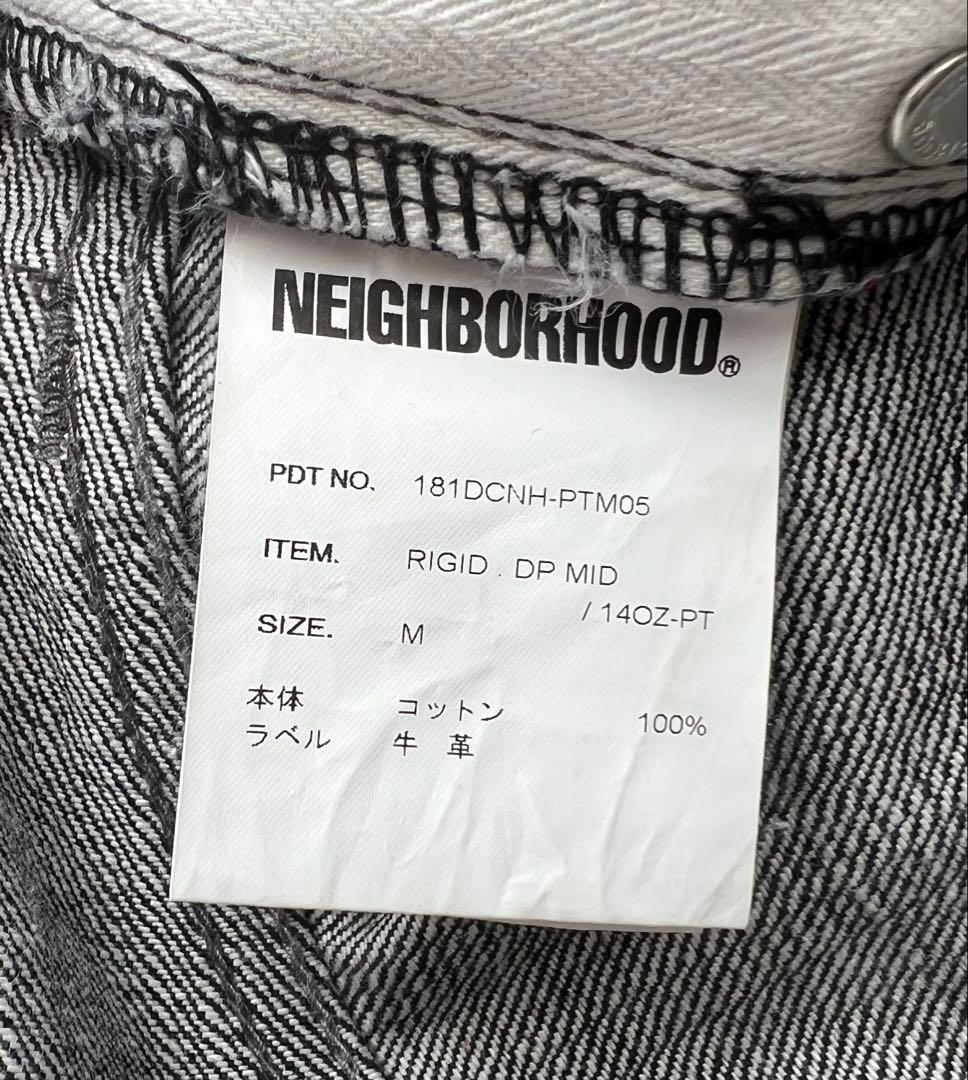 NEIGHBORHOOD®
PDT NO. 181DCNH-PTM05
ITEM. RIGID . DP MID
/ 14OZ-PT
SIZE. M
本体 コットン 100%
ラベル 牛 革